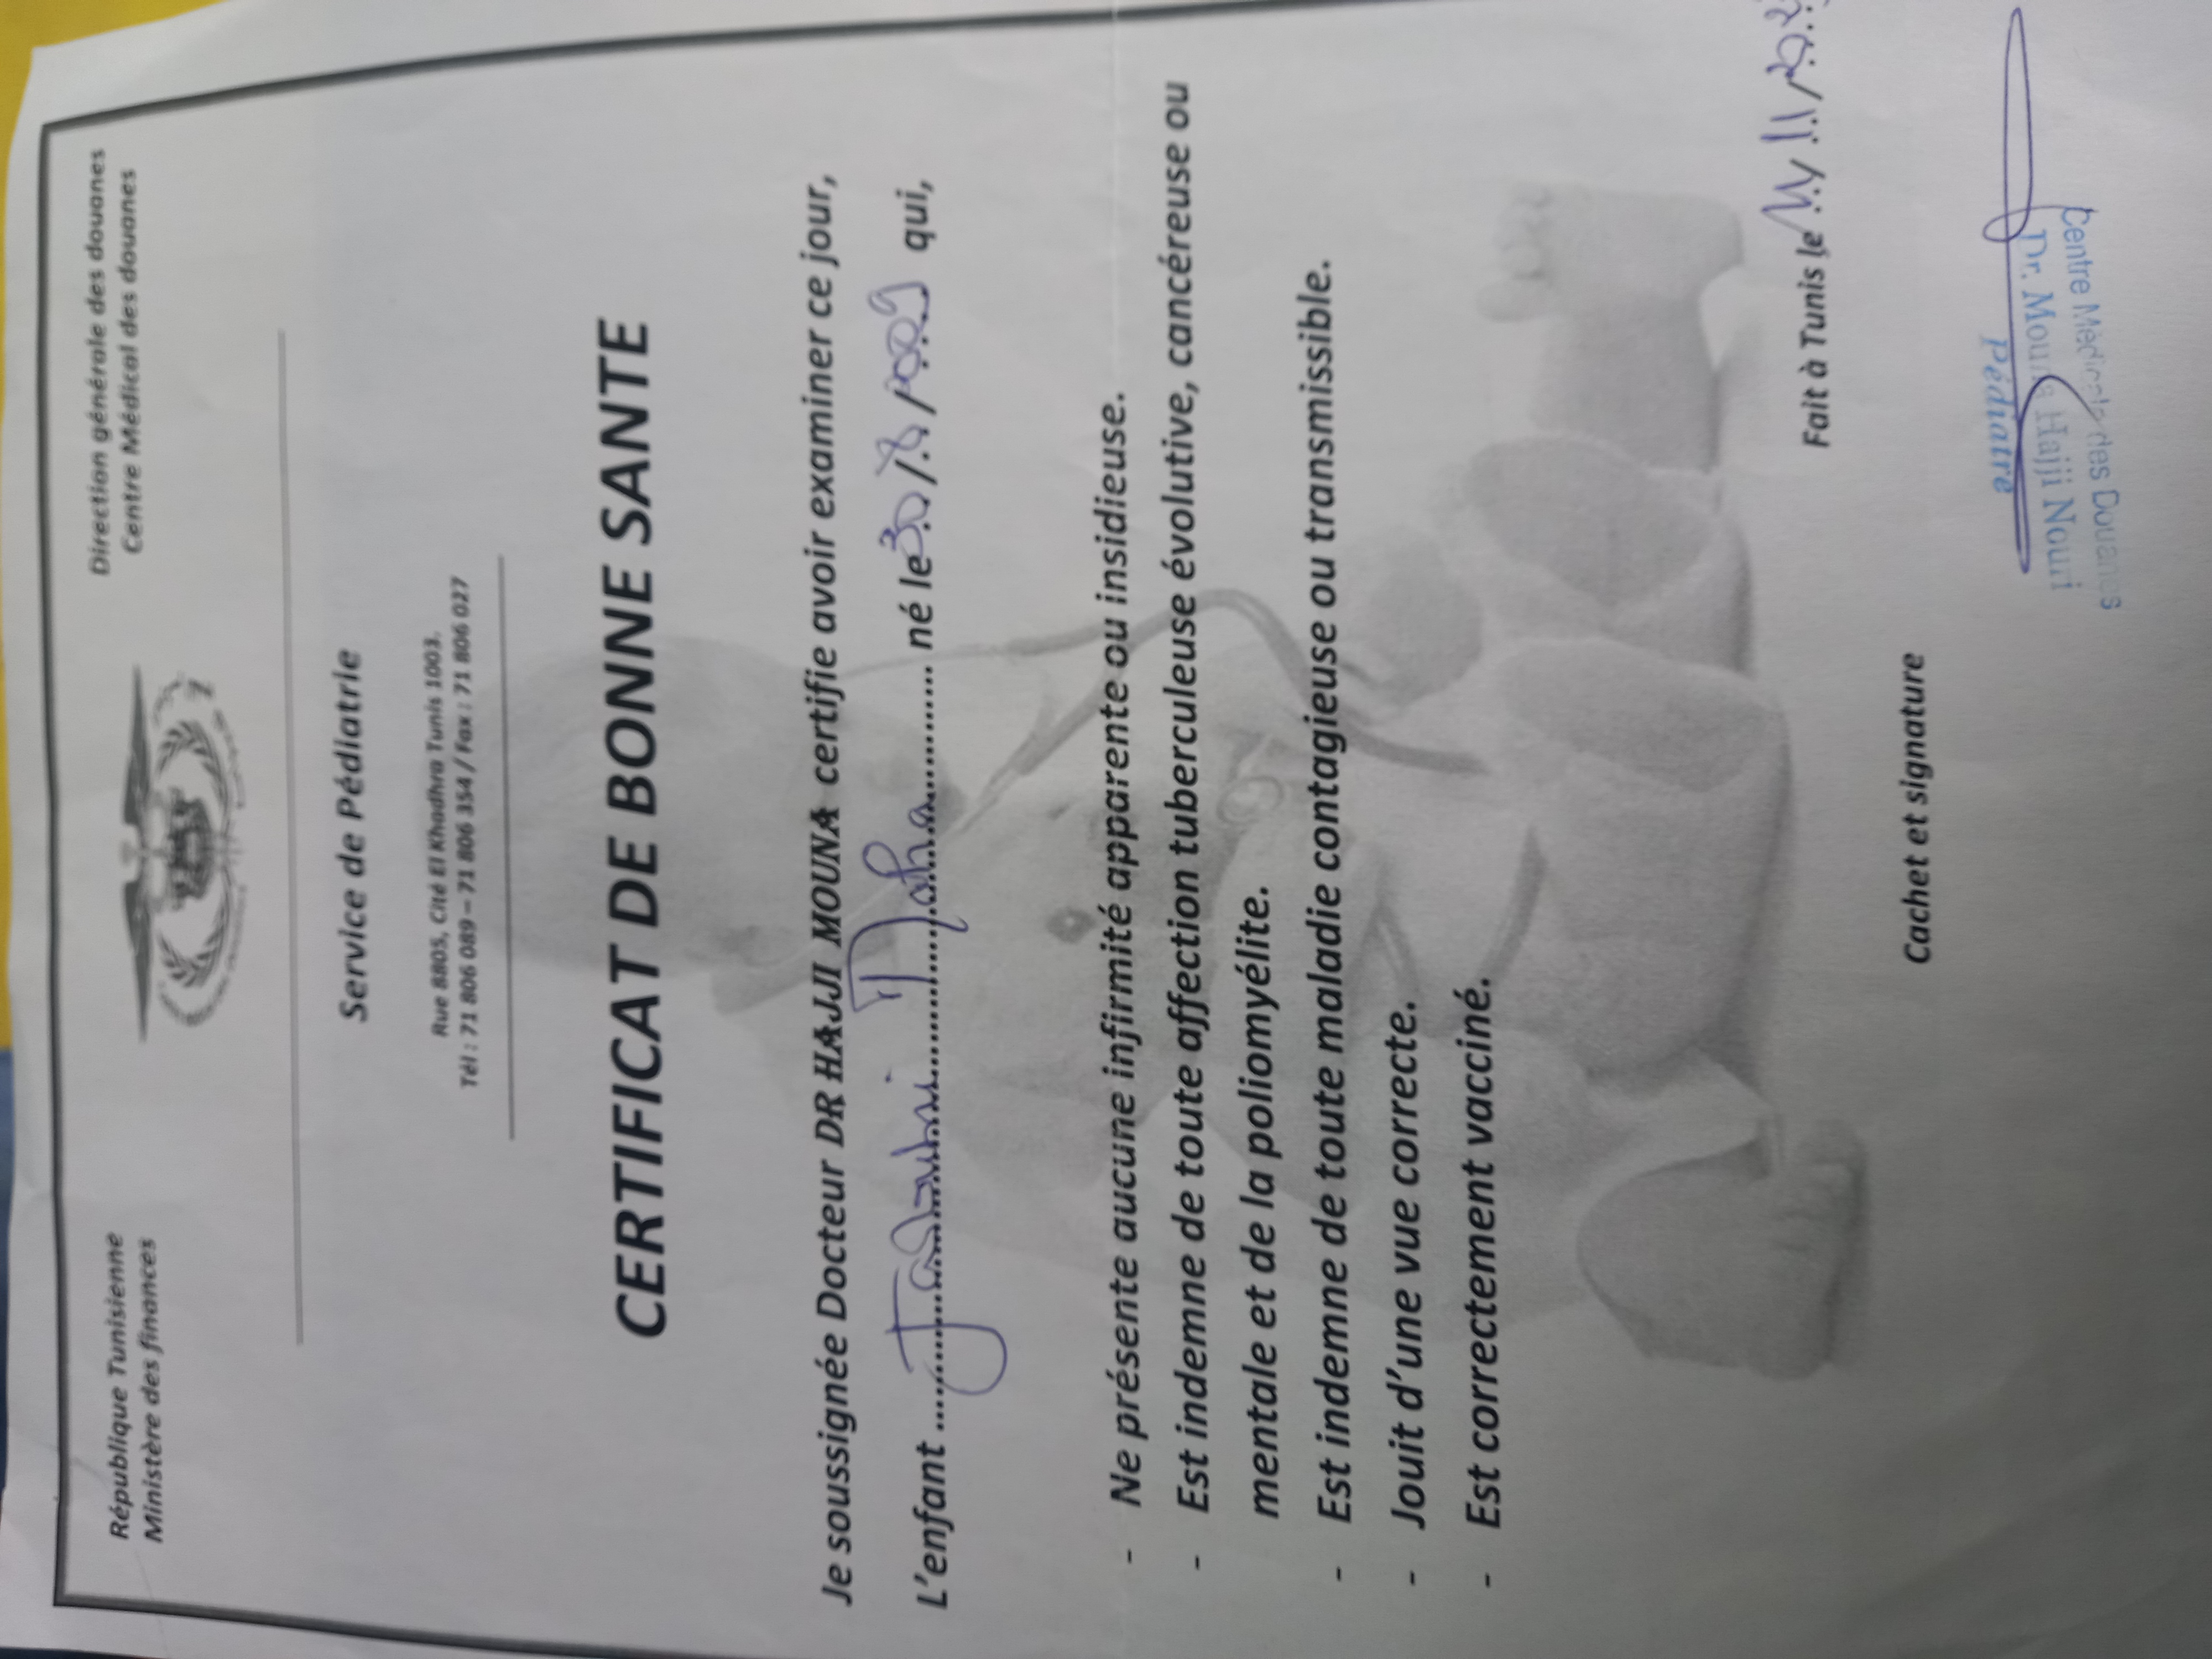 République Tunisienne
Ministère des finances
Direction générale des douanes
Centre Médical des douanes
Service de Pédiatrie
Rue 8805, Cité El Khadhra Tunis 1003.
Tél : 71 806 089 – 71 806 354 / Fax : 71 806 027
CERTIFICAT DE BONNE SANTE
Je soussignée Docteur DR HAJJI MOUNA certifie avoir examiner ce jour,
L'enfant .................... né le 30/ / 2009 qui,
- Ne présente aucune infirmité apparente ou insidieuse.
- Est indemne de toute affection tuberculeuse évolutive, cancéreuse ou
mentale et de la poliomyélite.
- Est indemne de toute maladie contagieuse ou transmissible.
- Jouit d'une vue correcte.
- Est correctement vacciné.
Fait à Tunis le
Cachet et signature
Centre Médical des Douanes
Dr. Mouna Hajji Nouri
Pédiatre